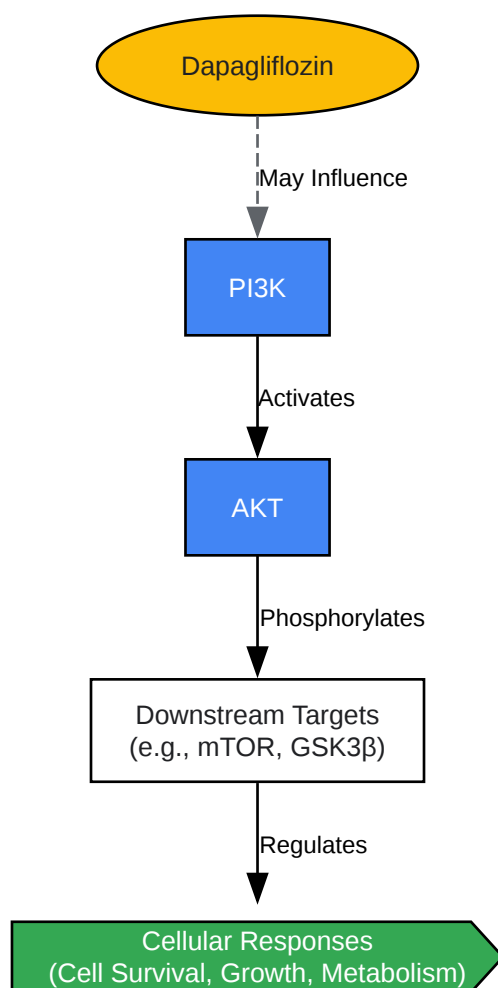 Dapagliflozin
May Influence
PI3K
Activates
AKT
Phosphorylates
Downstream Targets
(e.g., mTOR, GSK3β)
Regulates
Cellular Responses
(Cell Survival, Growth, Metabolism)